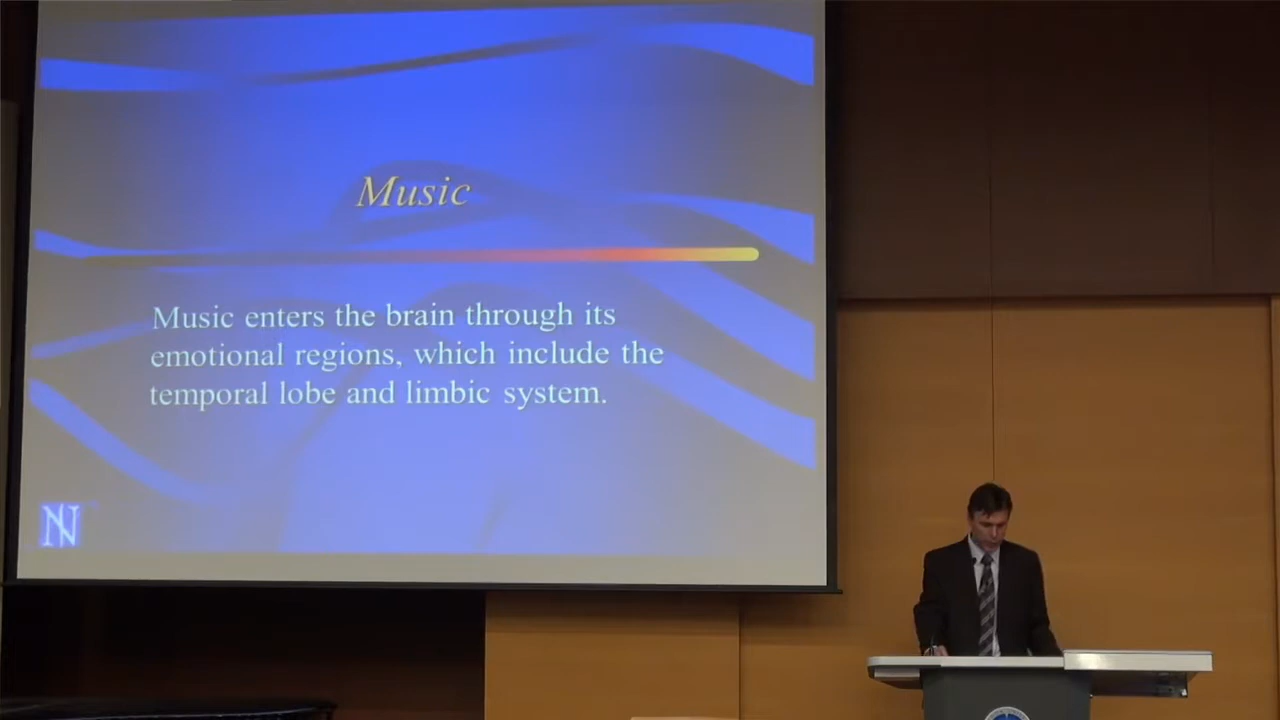 Music
Music enters the brain through its
emotional regions, which include the
temporal lobe and limbic system.
N